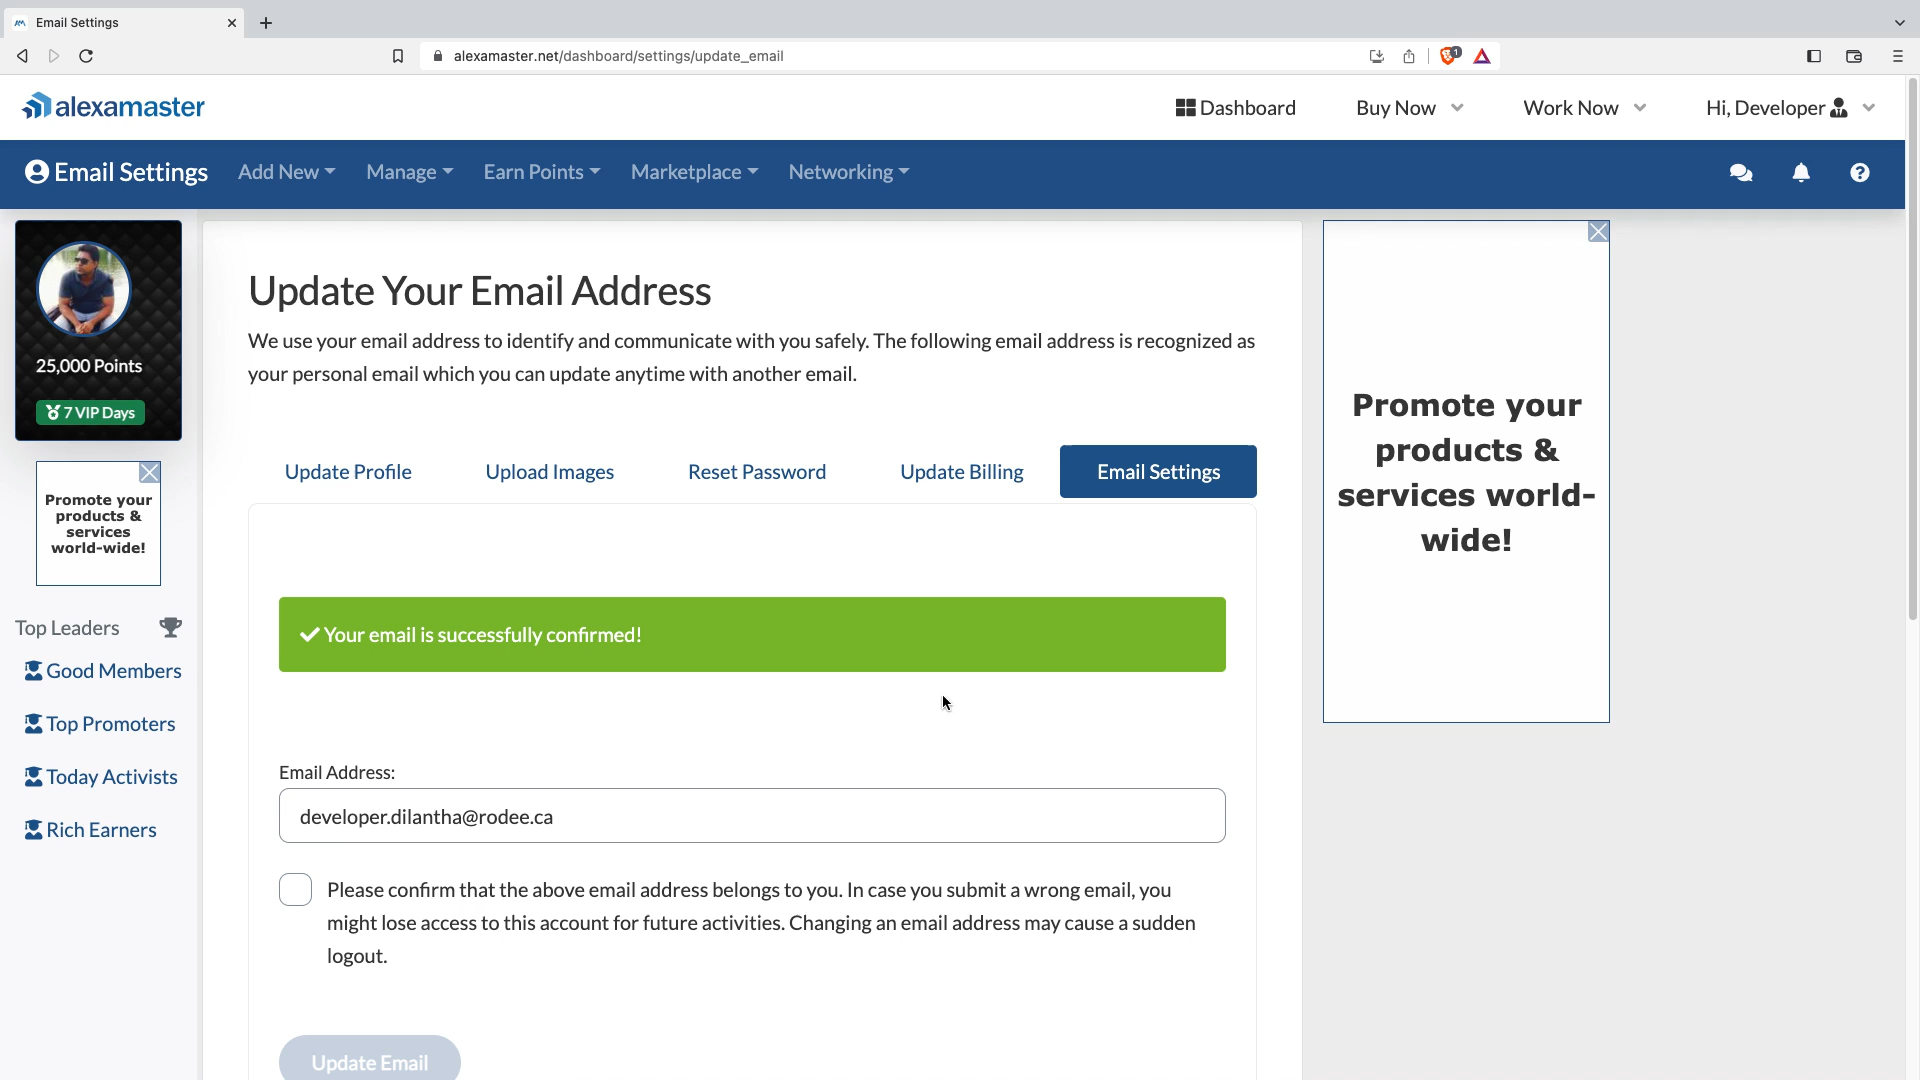 Email Settings
alexamaster.net/dashboard/settings/update_email
1
alexamaster
Dashboard
Buy Now
Work Now
Hi, Developer
Email Settings
Add New
Manage
Earn Points
Marketplace
Networking
25,000 Points
7 VIP Days
Promote your
products &
services
world-wide!
Top Leaders
Good Members
Top Promoters
Today Activists
Rich Earners
Update Your Email Address
We use your email address to identify and communicate with you safely. The following email address is recognized as
your personal email which you can update anytime with another email.
Update Profile
Upload Images
Reset Password
Update Billing
Email Settings
Your email is successfully confirmed!
Email Address:
developer.dilantha@rodee.ca
Please confirm that the above email address belongs to you. In case you submit a wrong email, you
might lose access to this account for future activities. Changing an email address may cause a sudden
logout.
Update Email
Promote your
products &
services world-
wide!